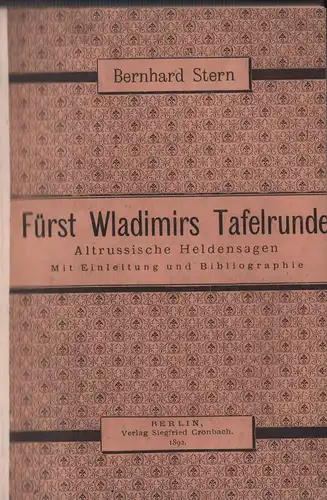 Bernhard Stern
Fürst Wladimirs Tafelrunde
Altrussische Heldensagen
Mit Einleitung und Bibliographie
BERLIN,
Verlag Siegfried Cronbach.
1892.